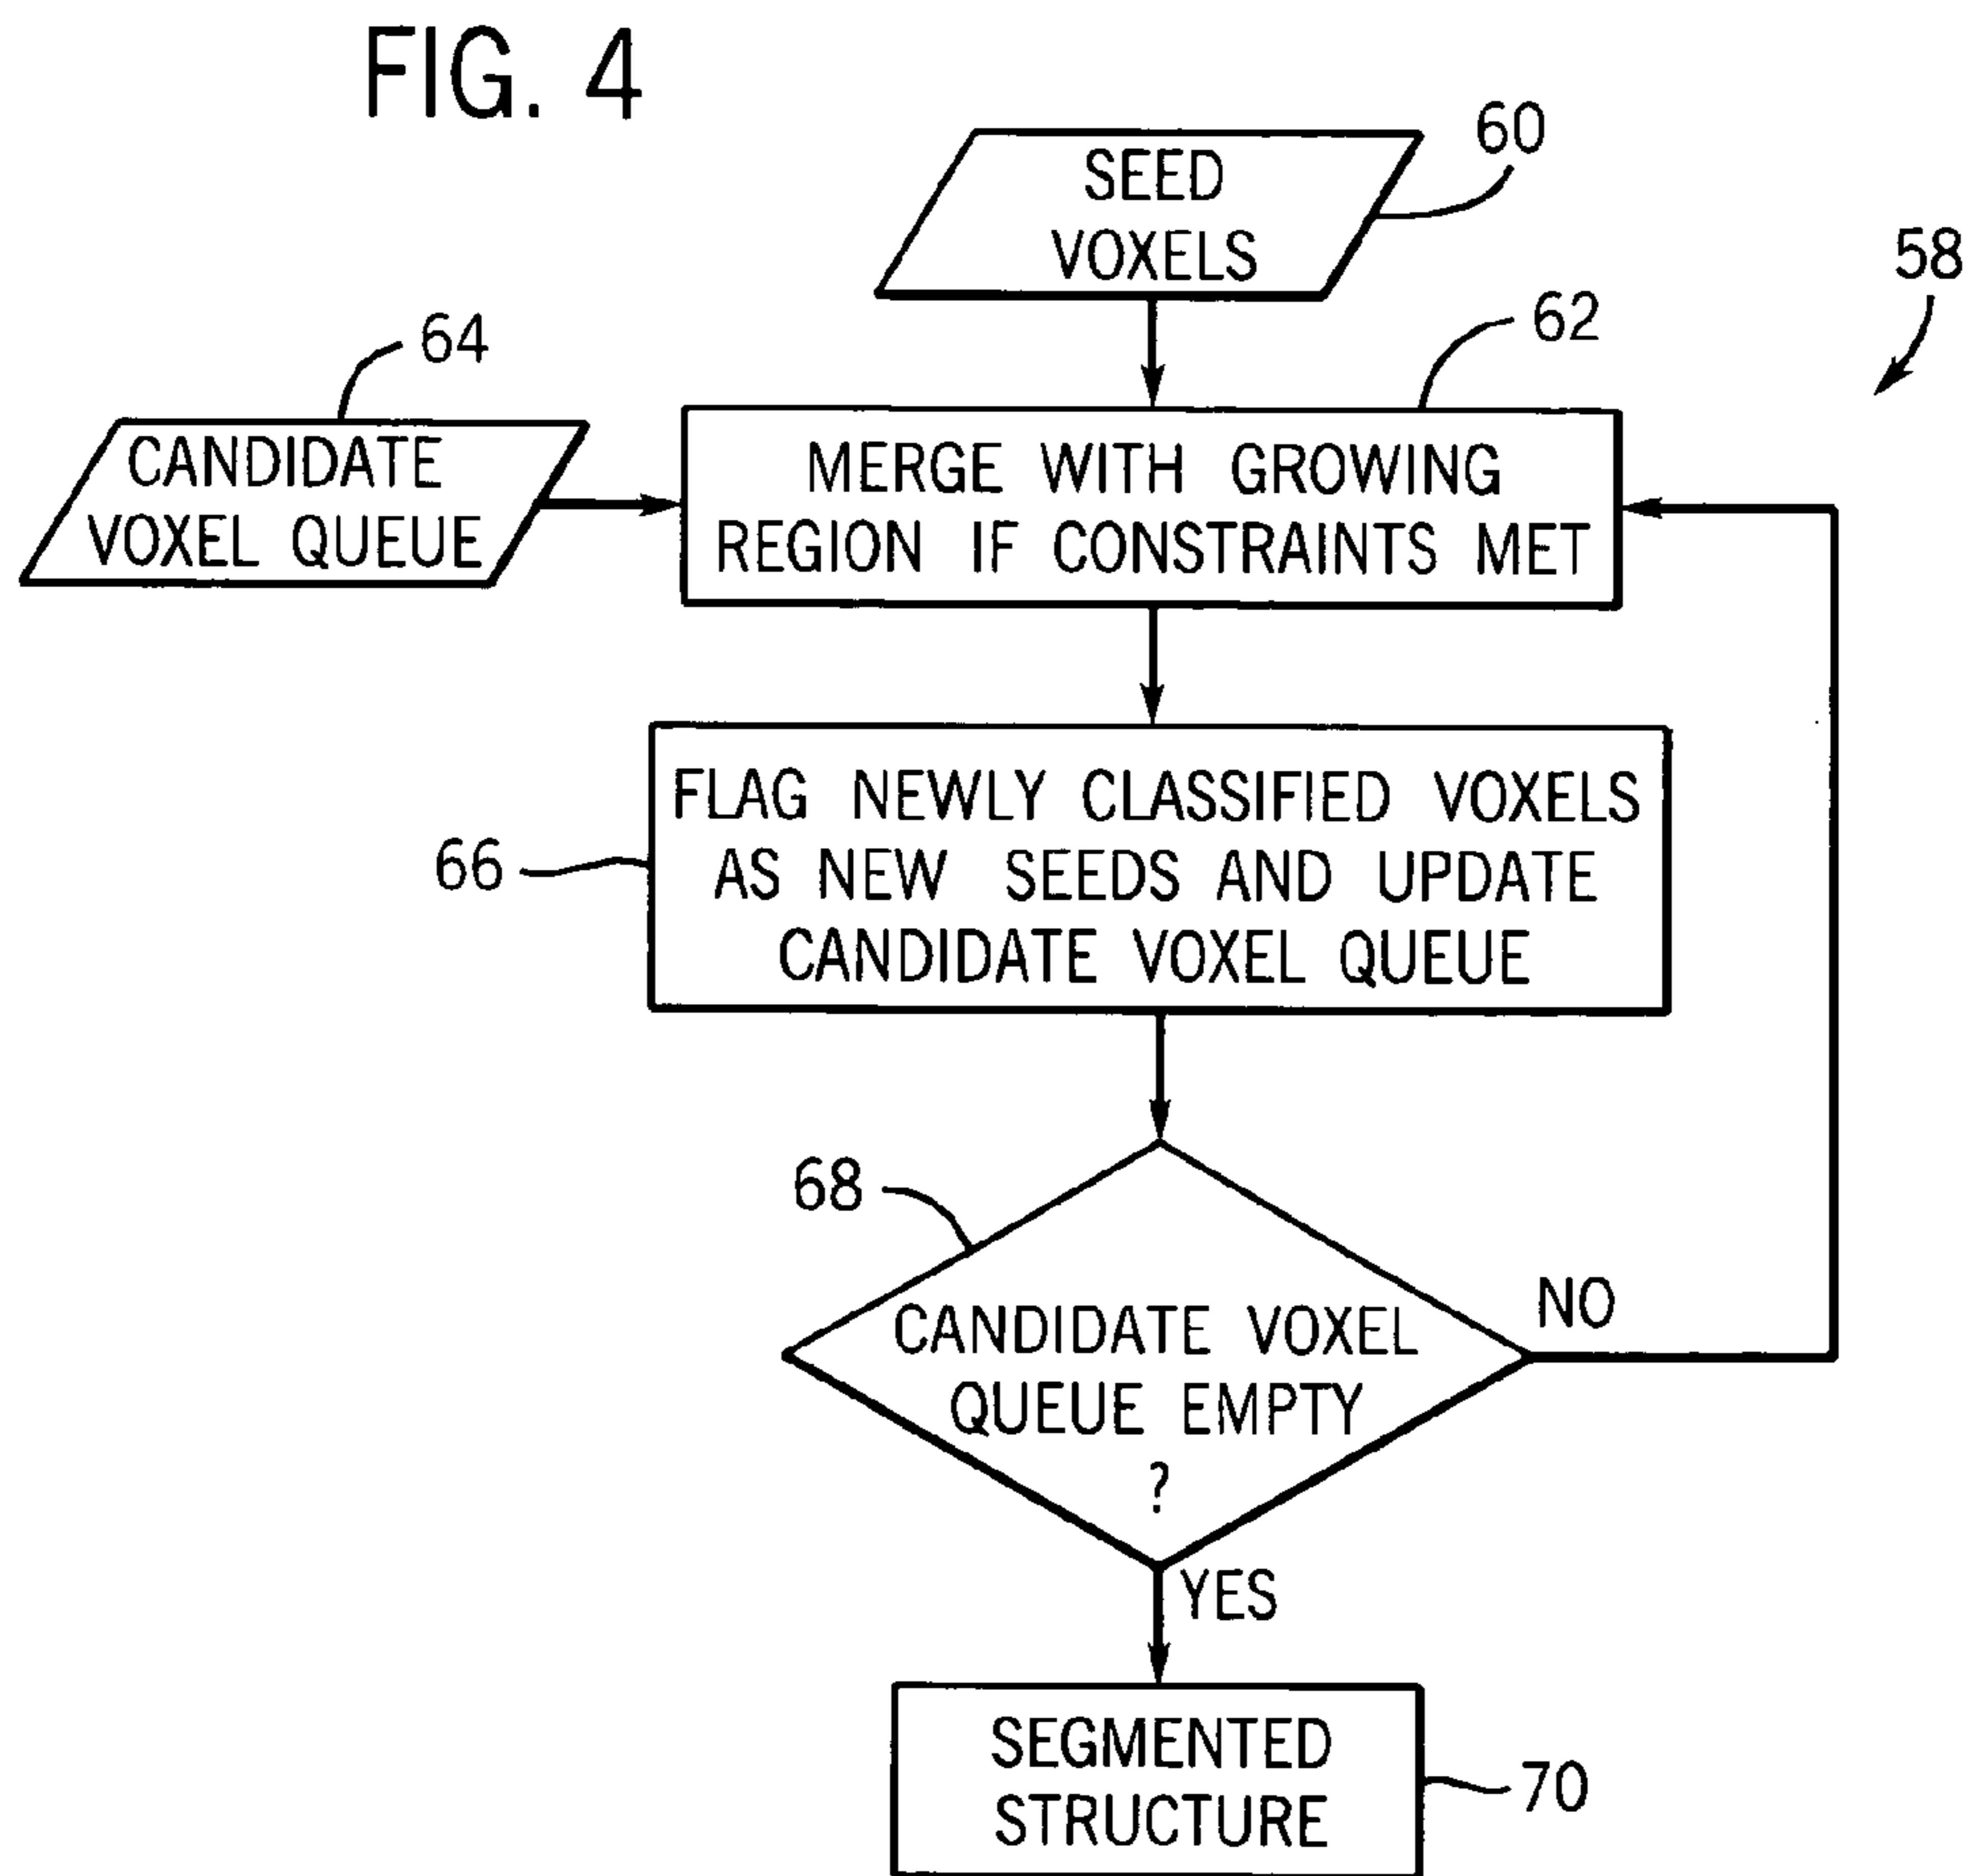 FIG. 4
SEED
VOXELS
60
58
62
64
CANDIDATE
VOXEL QUEUE
MERGE WITH GROWING
REGION IF CONSTRAINTS MET
66
FLAG NEWLY CLASSIFIED VOXELS
AS NEW SEEDS AND UPDATE
CANDIDATE VOXEL QUEUE
68
CANDIDATE VOXEL
QUEUE EMPTY
?
NO
YES
SEGMENTED
STRUCTURE
70